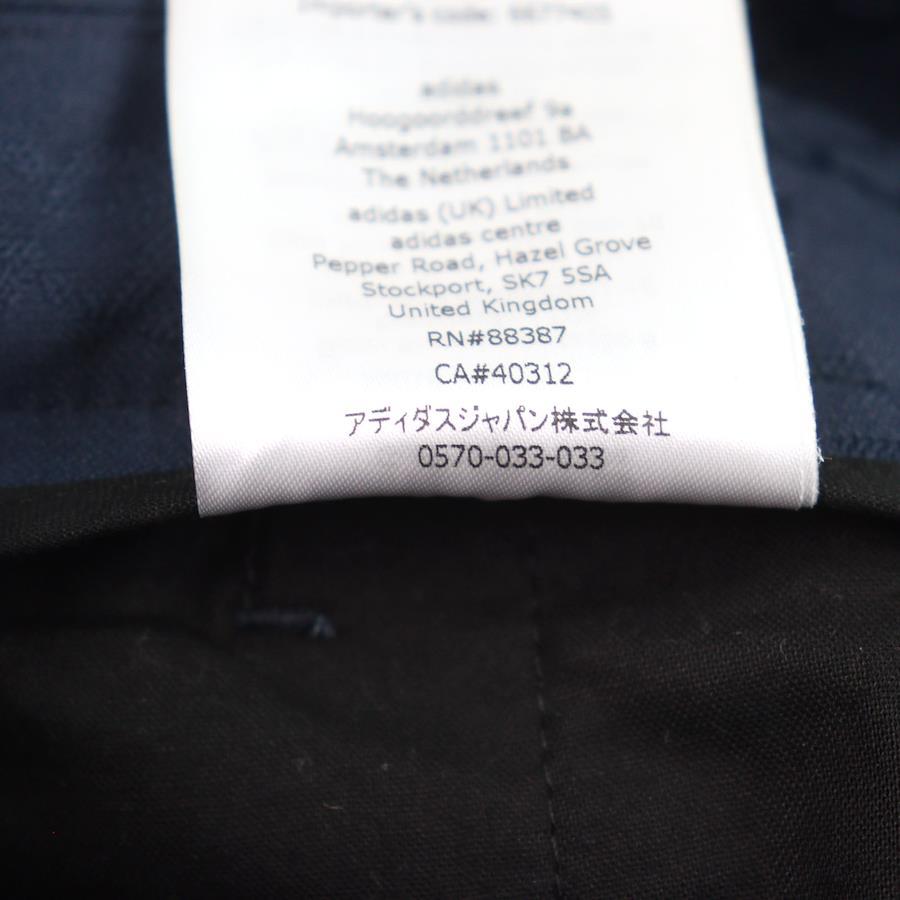 Importer's code:
adidas
Hoogoorddreef 9a
Amsterdam 1101 BA
The Netherlands
adidas (UK) Limited
adidas centre
Pepper Road, Hazel Grove
Stockport, SK7 5SA
United Kingdom
RN#88387
CA#40312
アディダスジャパン株式会社
0570-033-033